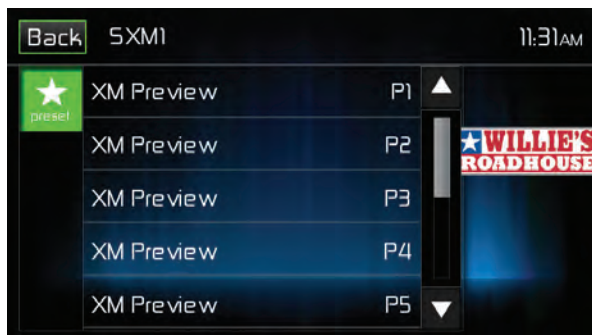 Back SXM1 11:31AM
preset
XM Preview P1
XM Preview P2
XM Preview P3
XM Preview P4
XM Preview P5
WILLIE'S
ROADHOUSE